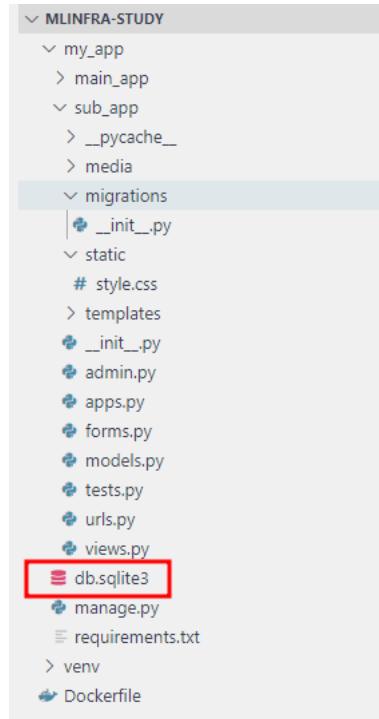 MLINFRA-STUDY
my_app
main_app
sub_app
__pycache__
media
migrations
__init__.py
static
# style.css
templates
__init__.py
admin.py
apps.py
forms.py
models.py
tests.py
urls.py
views.py
db.sqlite3
manage.py
requirements.txt
venv
Dockerfile